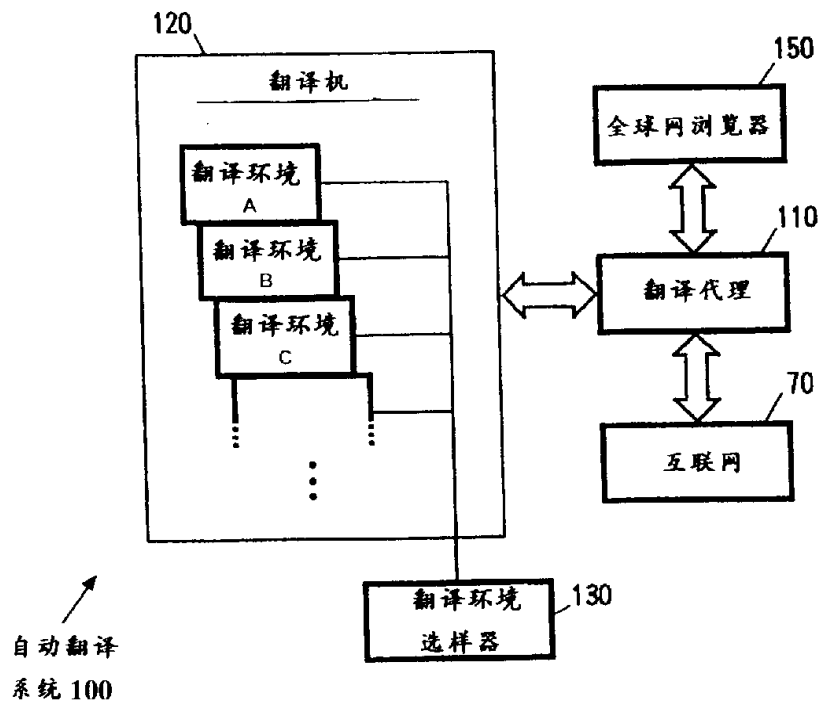 120
翻译机
翻译环境
A
翻译环境
B
翻译环境
C
150
全球网浏览器
110
翻译代理
70
互联网
翻译环境
选样器
130
自动翻译
系统 100